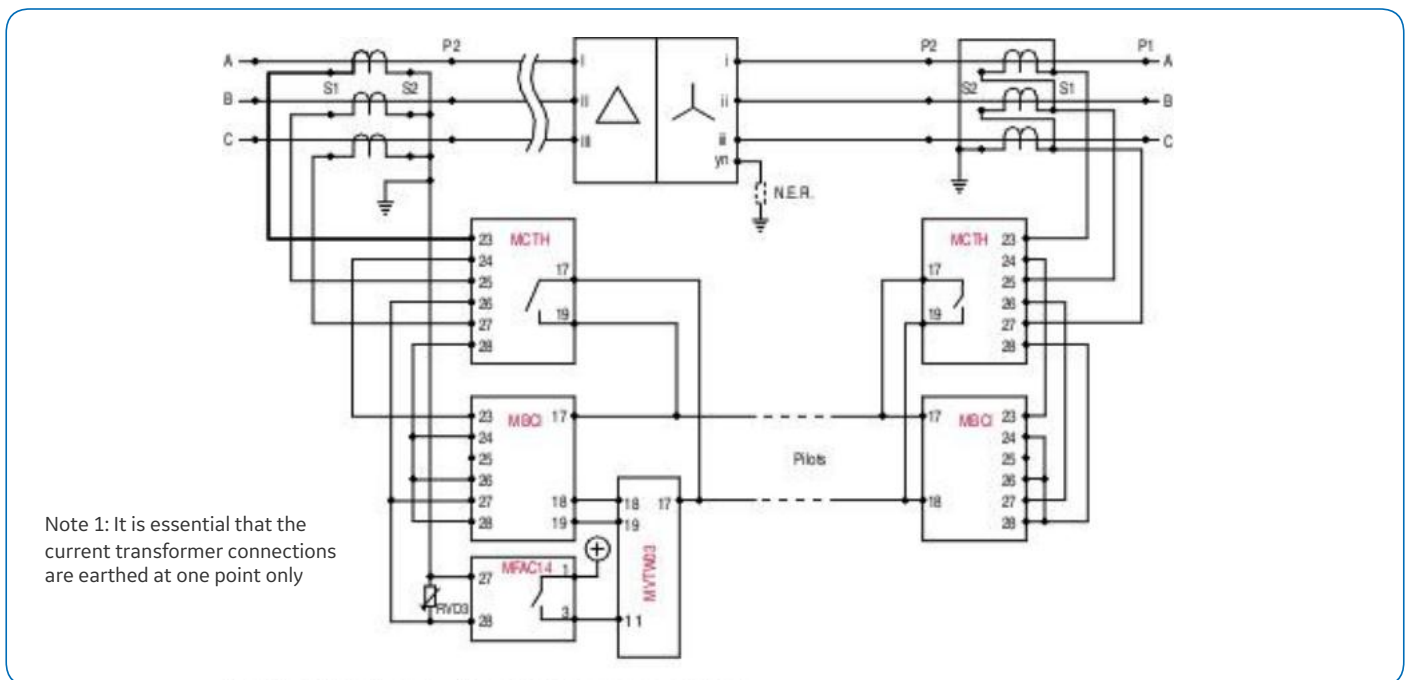 P2 P2 P1
A I i A
S1 S2 S2 S1
B II ii B
C III iii C
yn
N.E.R.
23 MCTH MCTH 23
24 24
17 17
25 25
26 26
19 19
27 27
28 28
23 MBCI 17 17 MBCI 23
24 24
25 Pilots 25
26 26
27 18 18 17 18 27
28 19 19 28
Note 1: It is essential that the
current transformer connections
are earthed at one point only
MFAC14 1
27
MVTW03
RVD3
28 3 11